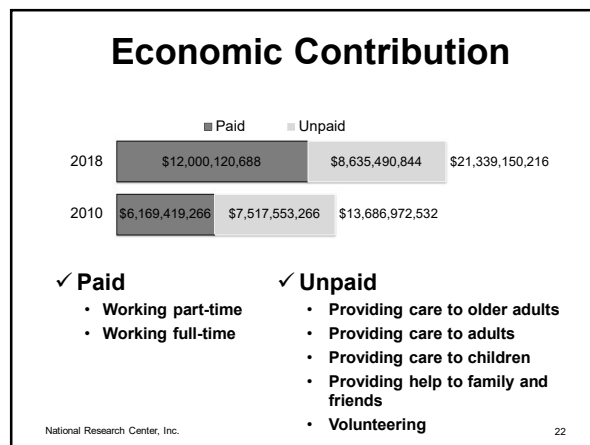 Economic Contribution
Paid Unpaid
2018 $12,000,120,688 $8,635,490,844 $21,339,150,216
2010 $6,169,419,266 $7,517,553,266 $13,686,972,532
✓ Paid
• Working part-time
• Working full-time
✓ Unpaid
• Providing care to older adults
• Providing care to adults
• Providing care to children
• Providing help to family and
friends
• Volunteering
National Research Center, Inc.
22